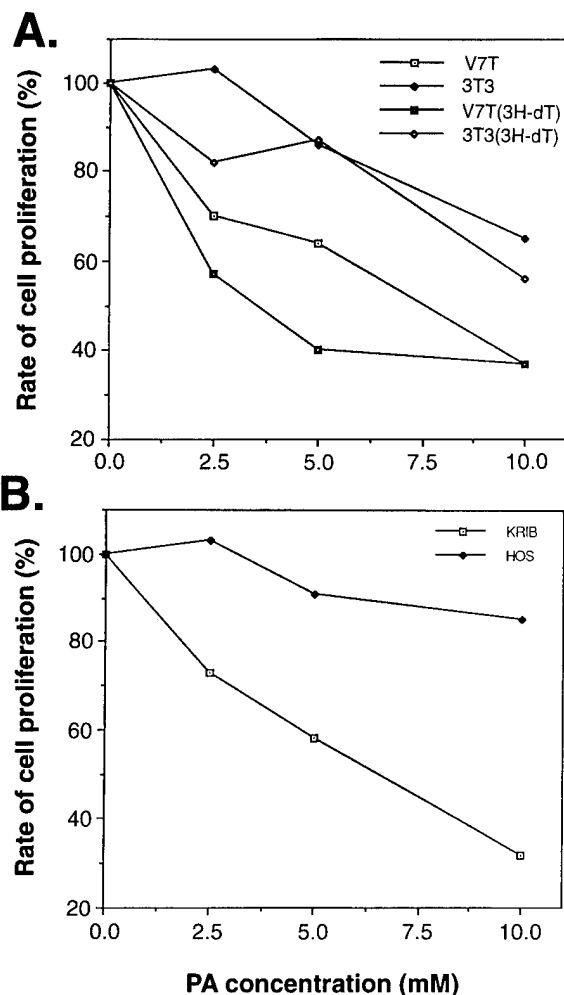 A.
Rate of cell proliferation (%)
100
80
60
40
20
0.0 2.5 5.0 7.5 10.0
V7T
3T3
V7T(3H-dT)
3T3(3H-dT)
B.
Rate of cell proliferation (%)
100
80
60
40
20
0.0 2.5 5.0 7.5 10.0
KRIB
HOS
PA concentration (mM)